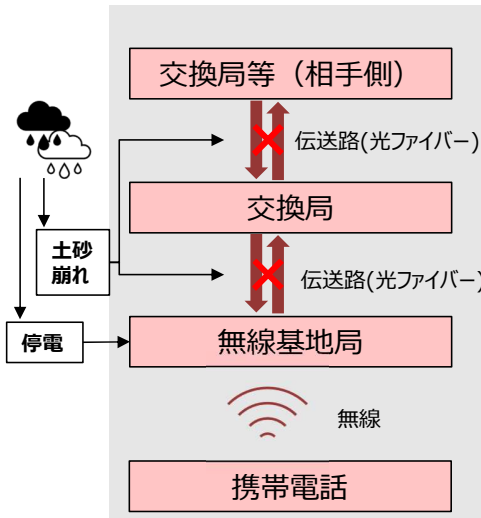 交換局等（相手側）
伝送路(光ファイバー)
交換局
土砂
崩れ
伝送路(光ファイバー)
停電
無線基地局
無線
携帯電話